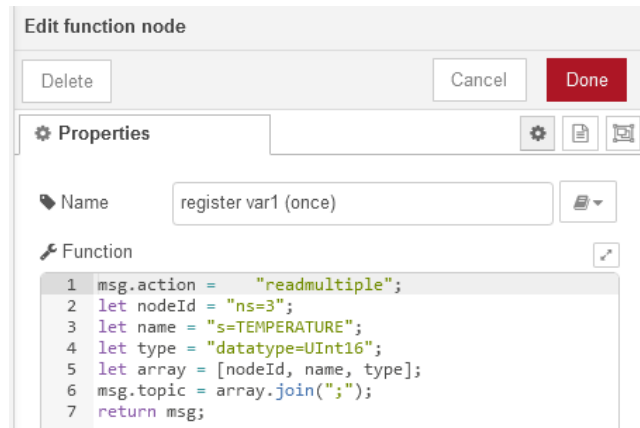 Edit function node
Delete Cancel Done
Properties
Name register var1 (once)
Function
1 msg.action =    "readmultiple";
2 let nodeId = "ns=3";
3 let name = "s=TEMPERATURE";
4 let type = "datatype=UInt16";
5 let array = [nodeId, name, type];
6 msg.topic = array.join(";");
7 return msg;